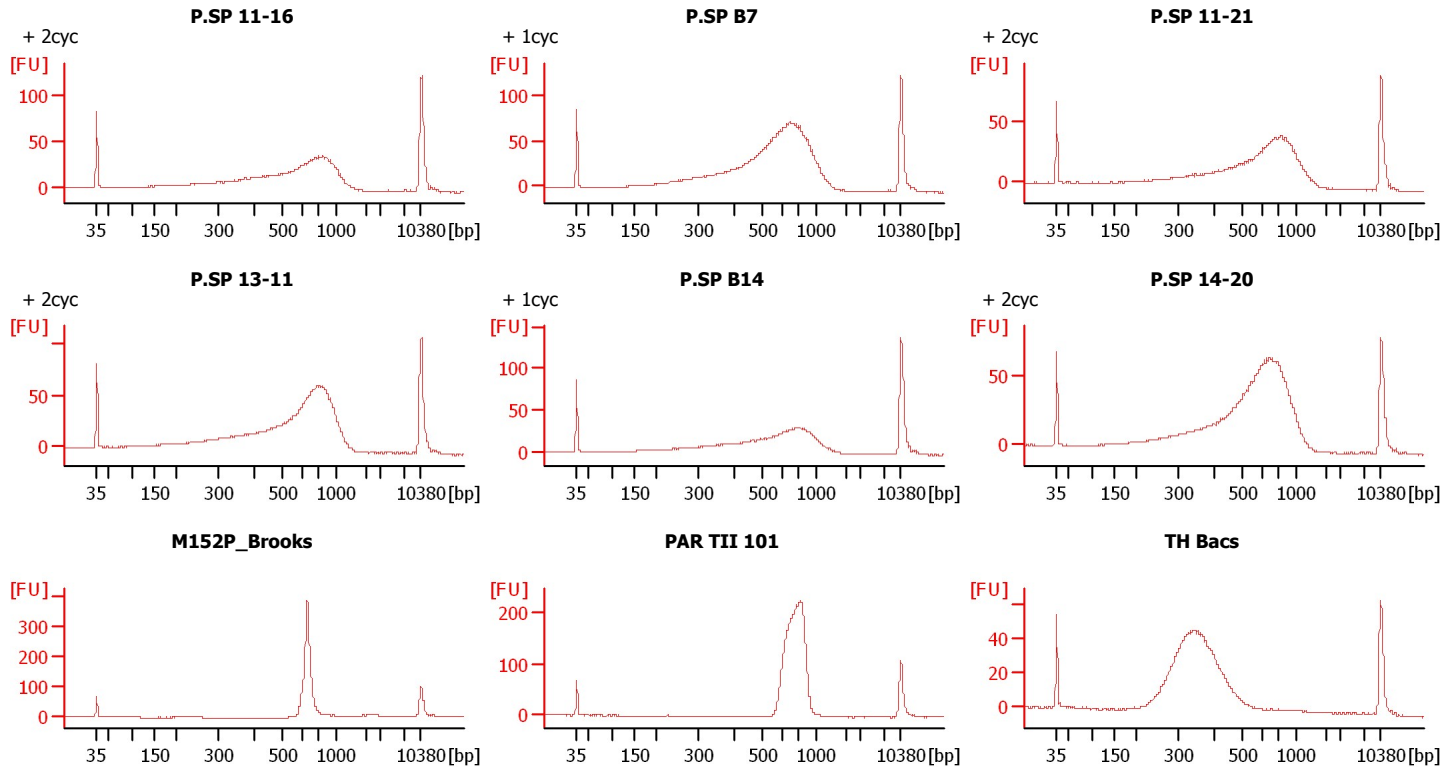 P.SP 11-16
+ 2cyc
[FU]
100
50
0
35 150 300 500 1000 10380 [bp]
P.SP B7
+ 1cyc
[FU]
100
50
0
35 150 300 500 1000 10380 [bp]
P.SP 11-21
+ 2cyc
[FU]
50
0
35 150 300 500 1000 10380 [bp]
P.SP 13-11
+ 2cyc
[FU]
50
0
35 150 300 500 1000 10380 [bp]
P.SP B14
+ 1cyc
[FU]
100
50
0
35 150 300 500 1000 10380 [bp]
P.SP 14-20
+ 2cyc
[FU]
50
0
35 150 300 500 1000 10380 [bp]
M152P_Brooks
[FU]
300
200
100
0
35 150 300 500 1000 10380 [bp]
PAR TII 101
[FU]
200
100
0
35 150 300 500 1000 10380 [bp]
TH Bacs
[FU]
40
20
0
35 150 300 500 1000 10380 [bp]